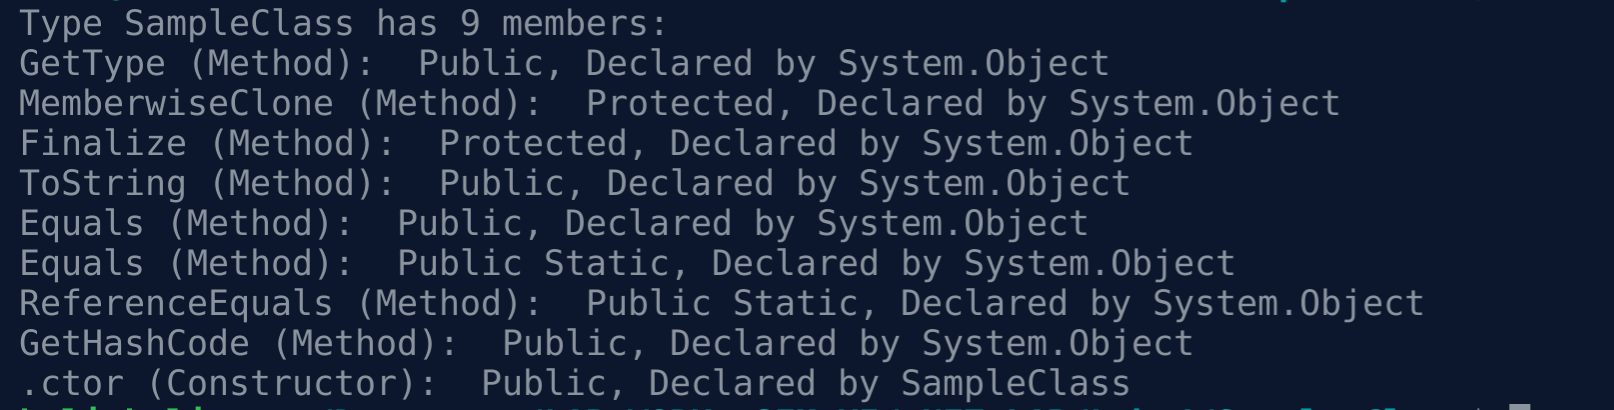 Type SampleClass has 9 members:
GetType (Method):  Public, Declared by System.Object
MemberwiseClone (Method):  Protected, Declared by System.Object
Finalize (Method):  Protected, Declared by System.Object
ToString (Method):  Public, Declared by System.Object
Equals (Method):  Public, Declared by System.Object
Equals (Method):  Public Static, Declared by System.Object
ReferenceEquals (Method):  Public Static, Declared by System.Object
GetHashCode (Method):  Public, Declared by System.Object
.ctor (Constructor):  Public, Declared by SampleClass